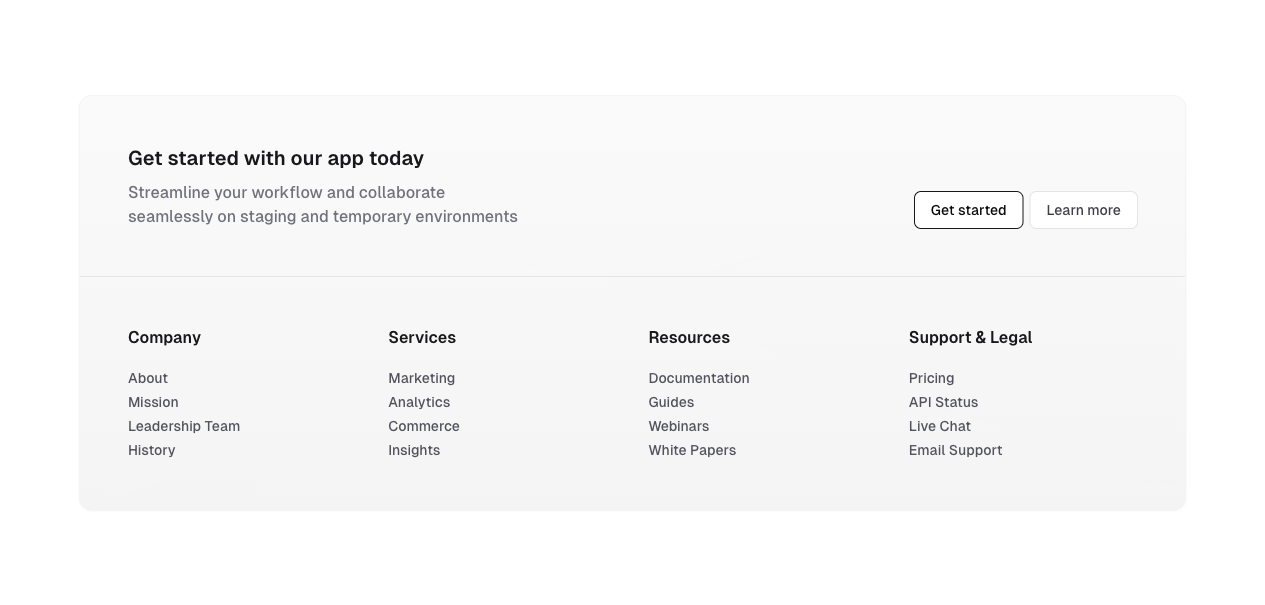 Get started with our app today
Streamline your workflow and collaborate
seamlessly on staging and temporary environments
Get started
Learn more
Company
About
Mission
Leadership Team
History
Services
Marketing
Analytics
Commerce
Insights
Resources
Documentation
Guides
Webinars
White Papers
Support & Legal
Pricing
API Status
Live Chat
Email Support